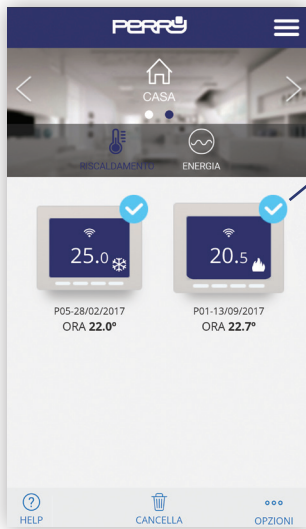 PERRY
CASA
RISCALDAMENTO
ENERGIA
25.0
20.5
P05-28/02/2017
P01-13/09/2017
ORA 22.0°
ORA 22.7°
?
HELP
CANCELLA
OPZIONI